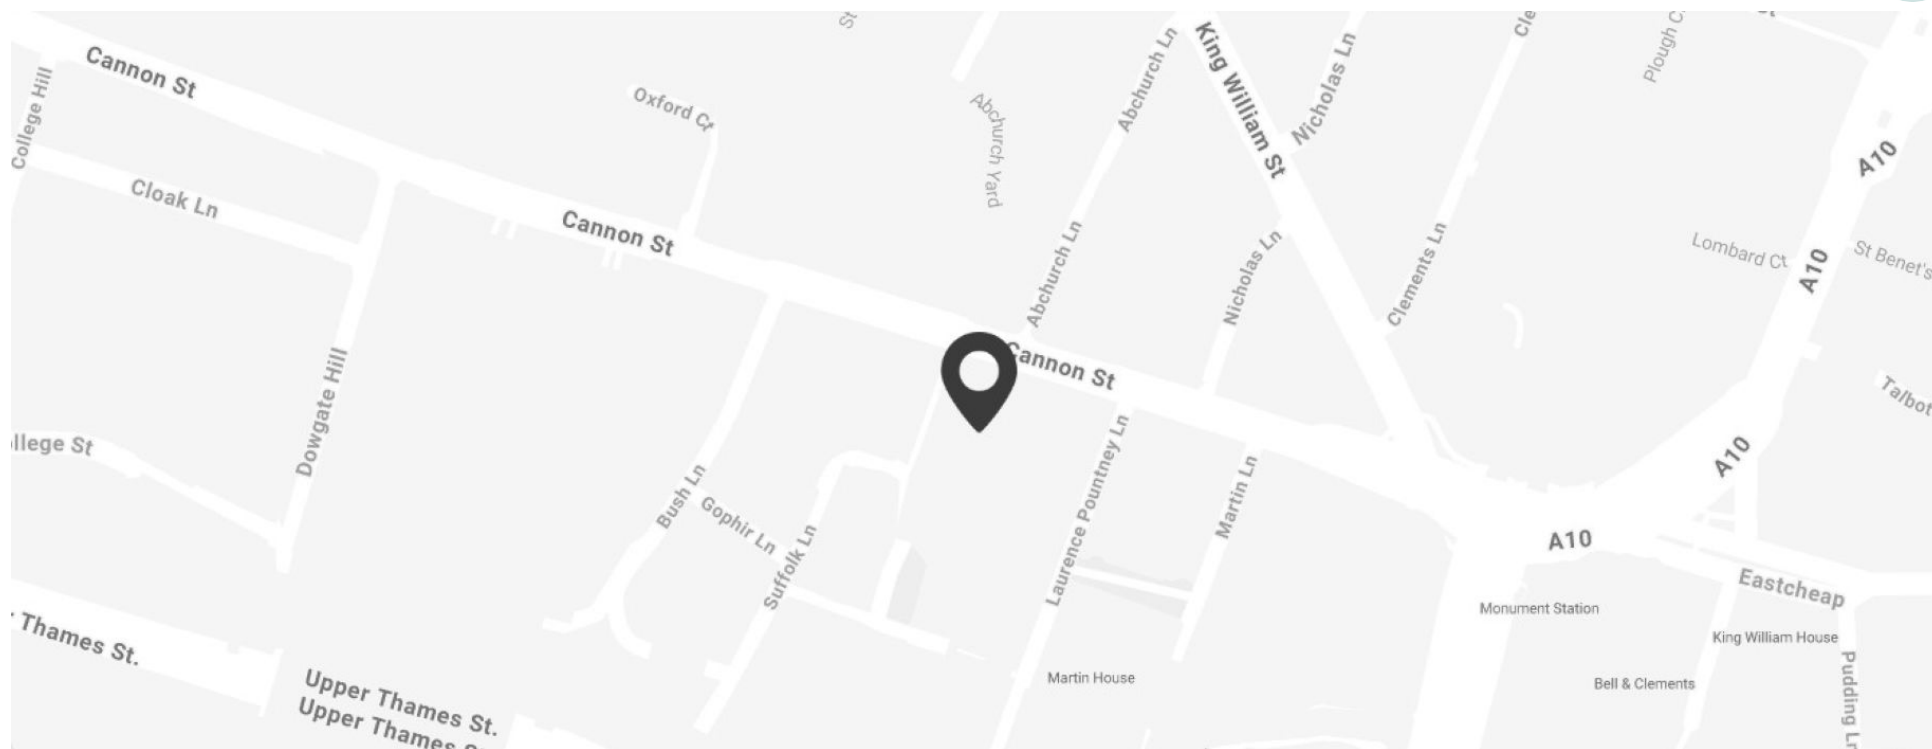 Cannon St
College Hill
Cloak Ln
Oxford Ct
St
Abchurch Yard
Abchurch Ln
King William St
Nicholas Ln
Cle
Plough C
A10
Cannon St
Abchurch Ln
Nicholas Ln
Clements Ln
Lombard Ct
A10
St Benet's
Cannon St
Dowgate Hill
Talbot
llege St
Bush Ln
Gophir Ln
Suffolk Ln
Laurence Pountney Ln
Martin Ln
A10
A10
Eastcheap
Monument Station
King William House
Thames St.
Martin House
Bell & Clements
Pudding L
Upper Thames St.
Upper Thames S